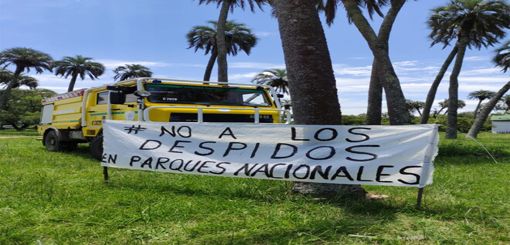 # NO A LOS
DESPIDOS
EN PARQUES NACIONALES